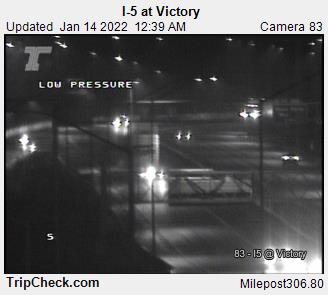 I-5 at Victory
Updated Jan 14 2022 12:39 AM Camera 83
T
LOW PRESSURE
S
83 - I5 @ Victory
TripCheck.com Milepost306.80